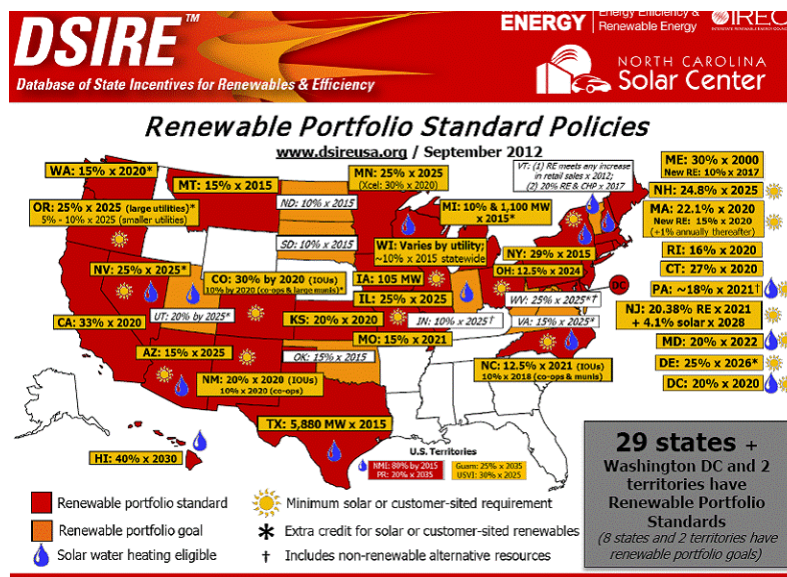 DSIRE™
Database of State Incentives for Renewables & Efficiency
ENERGY
Energy Efficiency &
Renewable Energy
IREC
NORTH CAROLINA
Solar Center
Renewable Portfolio Standard Policies
www.dsireusa.org / September 2012
WA: 15% x 2020*
OR: 25% x 2025 (large utilities)*
5% - 10% x 2025 (smaller utilities)
MT: 15% x 2015
ND: 10% x 2015
SD: 10% x 2015
MN: 25% x 2025
(Xcel: 30% x 2020)
MI: 10% & 1,100 MW
x 2015*
WI: Varies by utility;
~10% x 2015 statewide
VT: (1) RE meets any increase
in retail sales x 2012;
(2) 20% RE & CHP x 2017
NY: 29% x 2015
OH: 12.5% x 2024
NV: 25% x 2025*
CO: 30% by 2020 (IOUs)
10% by 2020 (co-ops & large munis)*
IA: 105 MW
IL: 25% x 2025
UT: 20% by 2025*
KS: 20% x 2020
IN: 10% x 2025†
WV: 25% x 2025*†
VA: 15% x 2025*
DC
CA: 33% x 2020
MO: 15% x 2021
AZ: 15% x 2025
OK: 15% x 2015
NM: 20% x 2020 (IOUs)
10% x 2020 (co-ops)
NC: 12.5% x 2021 (IOUs)
10% x 2018 (co-ops & munis)
TX: 5,880 MW x 2015
HI: 40% x 2030
ME: 30% x 2000
New RE: 10% x 2017
NH: 24.8% x 2025
MA: 22.1% x 2020
New RE: 15% x 2020
(+1% annually thereafter)
RI: 16% x 2020
CT: 27% x 2020
PA: ~18% x 2021†
NJ: 20.38% RE x 2021
+ 4.1% solar x 2028
MD: 20% x 2022
DE: 25% x 2026*
DC: 20% x 2020
U.S. Territories
NMI: 80% by 2015
PR: 20% x 2035
Guam: 25% x 2035
USVI: 30% x 2025
29 states +
Washington DC and 2
territories have
Renewable Portfolio
Standards
(8 states and 2 territories have
renewable portfolio goals)
Renewable portfolio standard
Renewable portfolio goal
Solar water heating eligible
Minimum solar or customer-sited requirement
* Extra credit for solar or customer-sited renewables
† Includes non-renewable alternative resources